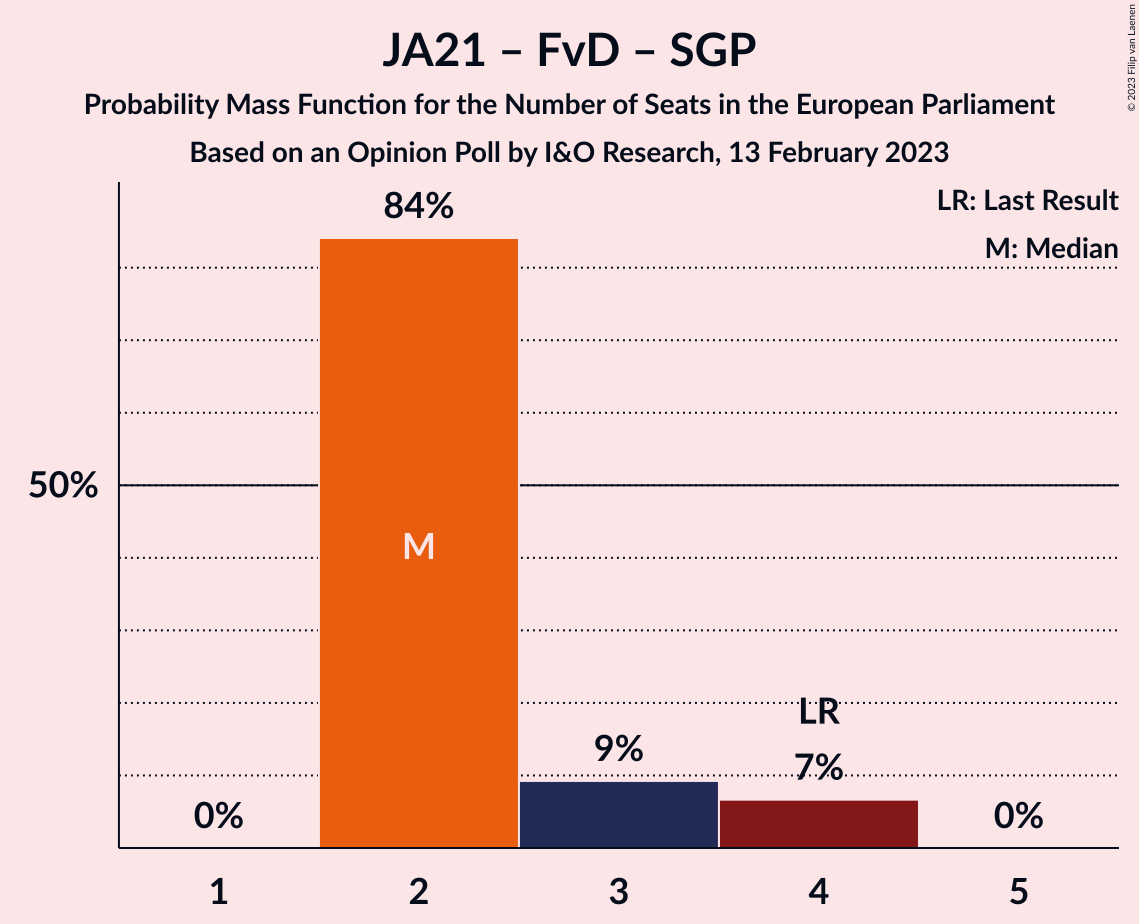 JA21 – FvD – SGP
Probability Mass Function for the Number of Seats in the European Parliament
Based on an Opinion Poll by I&O Research, 13 February 2023
© 2023 Filip van Laenen
LR: Last Result
M: Median
84%
50%
M
LR
9%
7%
0%
0%
1
2
3
4
5